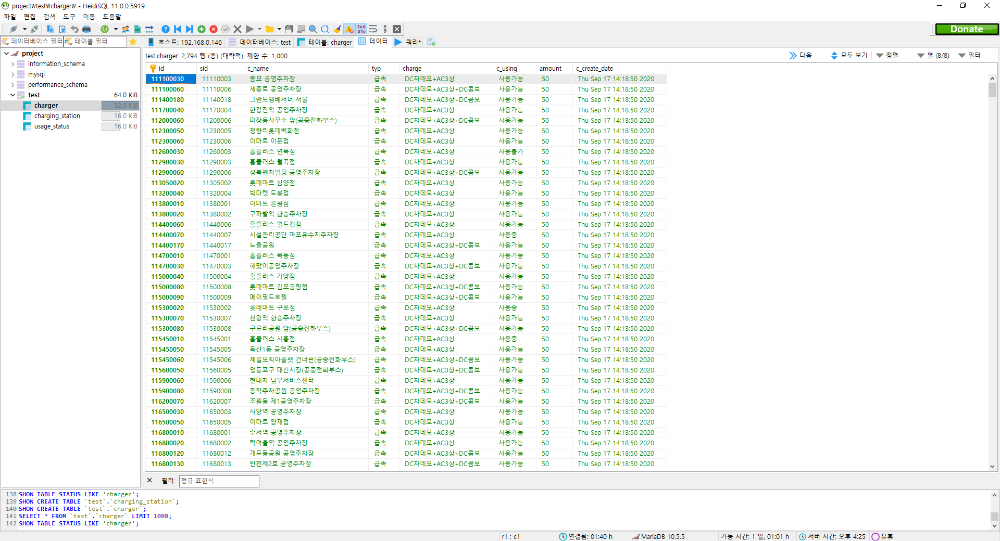 project₩test₩charger₩ - HeidiSQL 11.0.0.5919
파일 편집 검색 도구 이동 도움말
Donate
데이터베이스 필터 테이블 필터
호스트: 192.168.0.146 데이터베이스: test 테이블: charger 데이터 쿼리*
project
information_schema
mysql
performance_schema
test 64.0 KiB
charger 32.0 KiB
charging_station 16.0 KiB
usage_status 16.0 KiB
test.charger: 2,794 행 (총) (대략적), 제한 수: 1,000 다음 모두 보기 정렬 열 (8/8) 필터
id sid c_name typ charge c_using amount c_create_date
111100030 11110003 종묘 공영주차장 급속 DC차데모+AC3상 사용가능 50 Thu Sep 17 14:18:50 2020
111100060 11110006 세종로 공영주차장 급속 DC차데모+AC3상+DC콤보 사용가능 50 Thu Sep 17 14:18:50 2020
111400180 11140018 그랜드앰배서더 서울 급속 DC차데모+AC3상+DC콤보 사용가능 50 Thu Sep 17 14:18:50 2020
111700040 11170004 한강진역 공영주차장 급속 DC차데모+AC3상 사용가능 50 Thu Sep 17 14:18:50 2020
112000060 11200006 마장동사무소 앞(공중전화부스) 급속 DC차데모+AC3상+DC콤보 사용가능 50 Thu Sep 17 14:18:50 2020
112300050 11230005 청량리롯데백화점 급속 DC차데모+AC3상 사용가능 50 Thu Sep 17 14:18:50 2020
112300060 11230006 이마트 이문점 급속 DC차데모+AC3상 사용가능 50 Thu Sep 17 14:18:50 2020
112600030 11260003 홈플러스 면목점 급속 DC차데모+AC3상 사용불가 50 Thu Sep 17 14:18:50 2020
112900030 11290003 홈플러스 월곡점 급속 DC차데모+AC3상 사용가능 50 Thu Sep 17 14:18:50 2020
112900060 11290006 성북벤처빌딩 공영주차장 급속 DC차데모+AC3상+DC콤보 사용가능 50 Thu Sep 17 14:18:50 2020
113050020 11305002 롯데마트 삼양점 급속 DC차데모+AC3상 사용가능 50 Thu Sep 17 14:18:50 2020
113200040 11320004 빅마켓 도봉점 급속 DC차데모+AC3상 사용가능 50 Thu Sep 17 14:18:50 2020
113800010 11380001 이마트 은평점 급속 DC차데모+AC3상 사용가능 50 Thu Sep 17 14:18:50 2020
113800020 11380002 구파발역 환승주차장 급속 DC차데모+AC3상 사용가능 50 Thu Sep 17 14:18:50 2020
114400060 11440006 홈플러스 월드컵점 급속 DC차데모+AC3상 사용가능 50 Thu Sep 17 14:18:50 2020
114400070 11440007 시설관리공단 마포유수지주차장 급속 DC차데모+AC3상 사용중 50 Thu Sep 17 14:18:50 2020
114400170 11440017 노을공원 급속 DC차데모+AC3상+DC콤보 사용가능 50 Thu Sep 17 14:18:50 2020
114700010 11470001 홈플러스 목동점 급속 DC차데모+AC3상 사용가능 50 Thu Sep 17 14:18:50 2020
114700030 11470003 해맞이공영주차장 급속 DC차데모+AC3상+DC콤보 사용가능 50 Thu Sep 17 14:18:50 2020
115000040 11500004 홈플러스 가양점 급속 DC차데모+AC3상 사용가능 50 Thu Sep 17 14:18:50 2020
115000080 11500008 롯데마트 김포공항점 급속 DC차데모+AC3상+DC콤보 사용가능 50 Thu Sep 17 14:18:50 2020
115000090 11500009 메이필드호텔 급속 DC차데모+AC3상+DC콤보 사용가능 50 Thu Sep 17 14:18:50 2020
115300020 11530002 롯데마트 구로점 급속 DC차데모+AC3상 사용중 50 Thu Sep 17 14:18:50 2020
115300070 11530007 천왕역 환승주차장 급속 DC차데모+AC3상 사용가능 50 Thu Sep 17 14:18:50 2020
115300080 11530008 구로리공원 앞(공중전화부스) 급속 DC차데모+AC3상+DC콤보 사용가능 50 Thu Sep 17 14:18:50 2020
115450010 11545001 홈플러스 시흥점 급속 DC차데모+AC3상 사용중 50 Thu Sep 17 14:18:50 2020
115450050 11545005 독산1동 공영주차장 급속 DC차데모+AC3상 사용가능 50 Thu Sep 17 14:18:50 2020
115450060 11545006 제일모직아울렛 건너편(공중전화부스) 급속 DC차데모+AC3상+DC콤보 사용가능 50 Thu Sep 17 14:18:50 2020
115600050 11560005 영등포구 대신시장(공중전화부스) 급속 DC차데모+AC3상+DC콤보 사용가능 50 Thu Sep 17 14:18:50 2020
115900060 11590006 현대차 남부서비스센터 급속 DC차데모+AC3상 사용가능 50 Thu Sep 17 14:18:50 2020
115900080 11590008 동작주차공원 공영주차장 급속 DC차데모+AC3상+DC콤보 사용가능 50 Thu Sep 17 14:18:50 2020
116200070 11620007 조원동 제1공영주차장 급속 DC차데모+AC3상+DC콤보 사용가능 50 Thu Sep 17 14:18:50 2020
116500030 11650003 사당역 공영주차장 급속 DC차데모+AC3상 사용가능 50 Thu Sep 17 14:18:50 2020
116500050 11650005 이마트 양재점 급속 DC차데모+AC3상 사용가능 50 Thu Sep 17 14:18:50 2020
116800010 11680001 수서역 공영주차장 급속 DC차데모+AC3상 사용가능 50 Thu Sep 17 14:18:50 2020
116800020 11680002 학여울역 공영주차장 급속 DC차데모+AC3상 사용가능 50 Thu Sep 17 14:18:50 2020
116800120 11680012 개포동공원 공영주차장 급속 DC차데모+AC3상+DC콤보 사용가능 50 Thu Sep 17 14:18:50 2020
116800130 11680013 탄천제2호 공영주차장 급속 DC차데모+AC3상+DC콤보 사용가능 50 Thu Sep 17 14:18:50 2020
필터: 정규 표현식
138 SHOW TABLE STATUS LIKE 'charger';
139 SHOW CREATE TABLE `test`.`charging_station`;
140 SHOW CREATE TABLE `test`.`charger`;
141 SELECT * FROM `test`.`charger` LIMIT 1000;
142 SHOW TABLE STATUS LIKE 'charger';
r1 : c1 연결됨: 01:40 h MariaDB 10.5.5 가동 시간: 1 일, 01:01 h 서버 시간: 오후 4:25 유휴